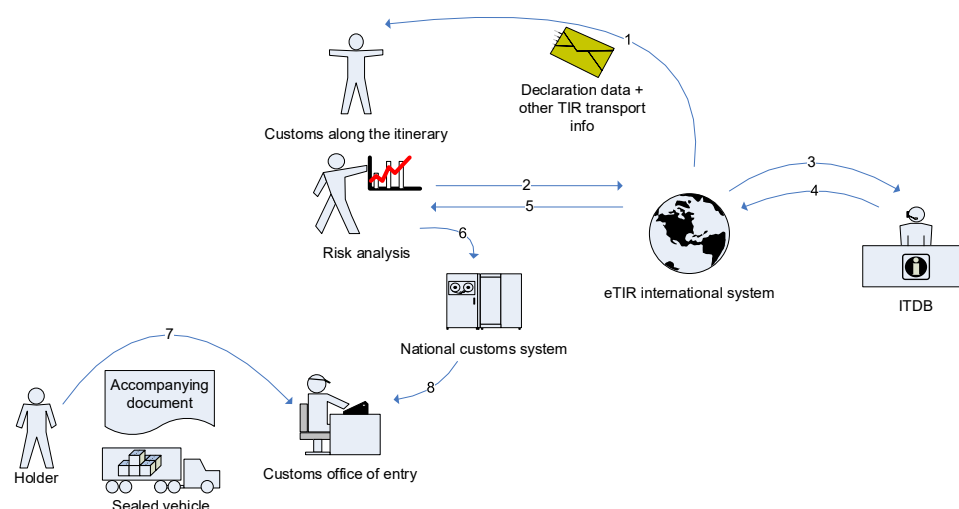 1
Declaration data +
other TIR transport
info
Customs along the itinerary
3
2
4
5
6
Risk analysis
eTIR international system
ITDB
National customs system
7
8
Accompanying
document
Holder
Customs office of entry
Sealed vehicle